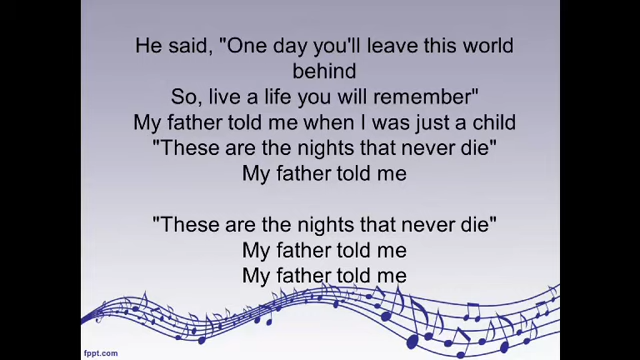 He said, "One day you'll leave this world
behind
So, live a life you will remember"
My father told me when I was just a child
"These are the nights that never die"
My father told me
"These are the nights that never die"
My father told me
My father told me
fppt.com